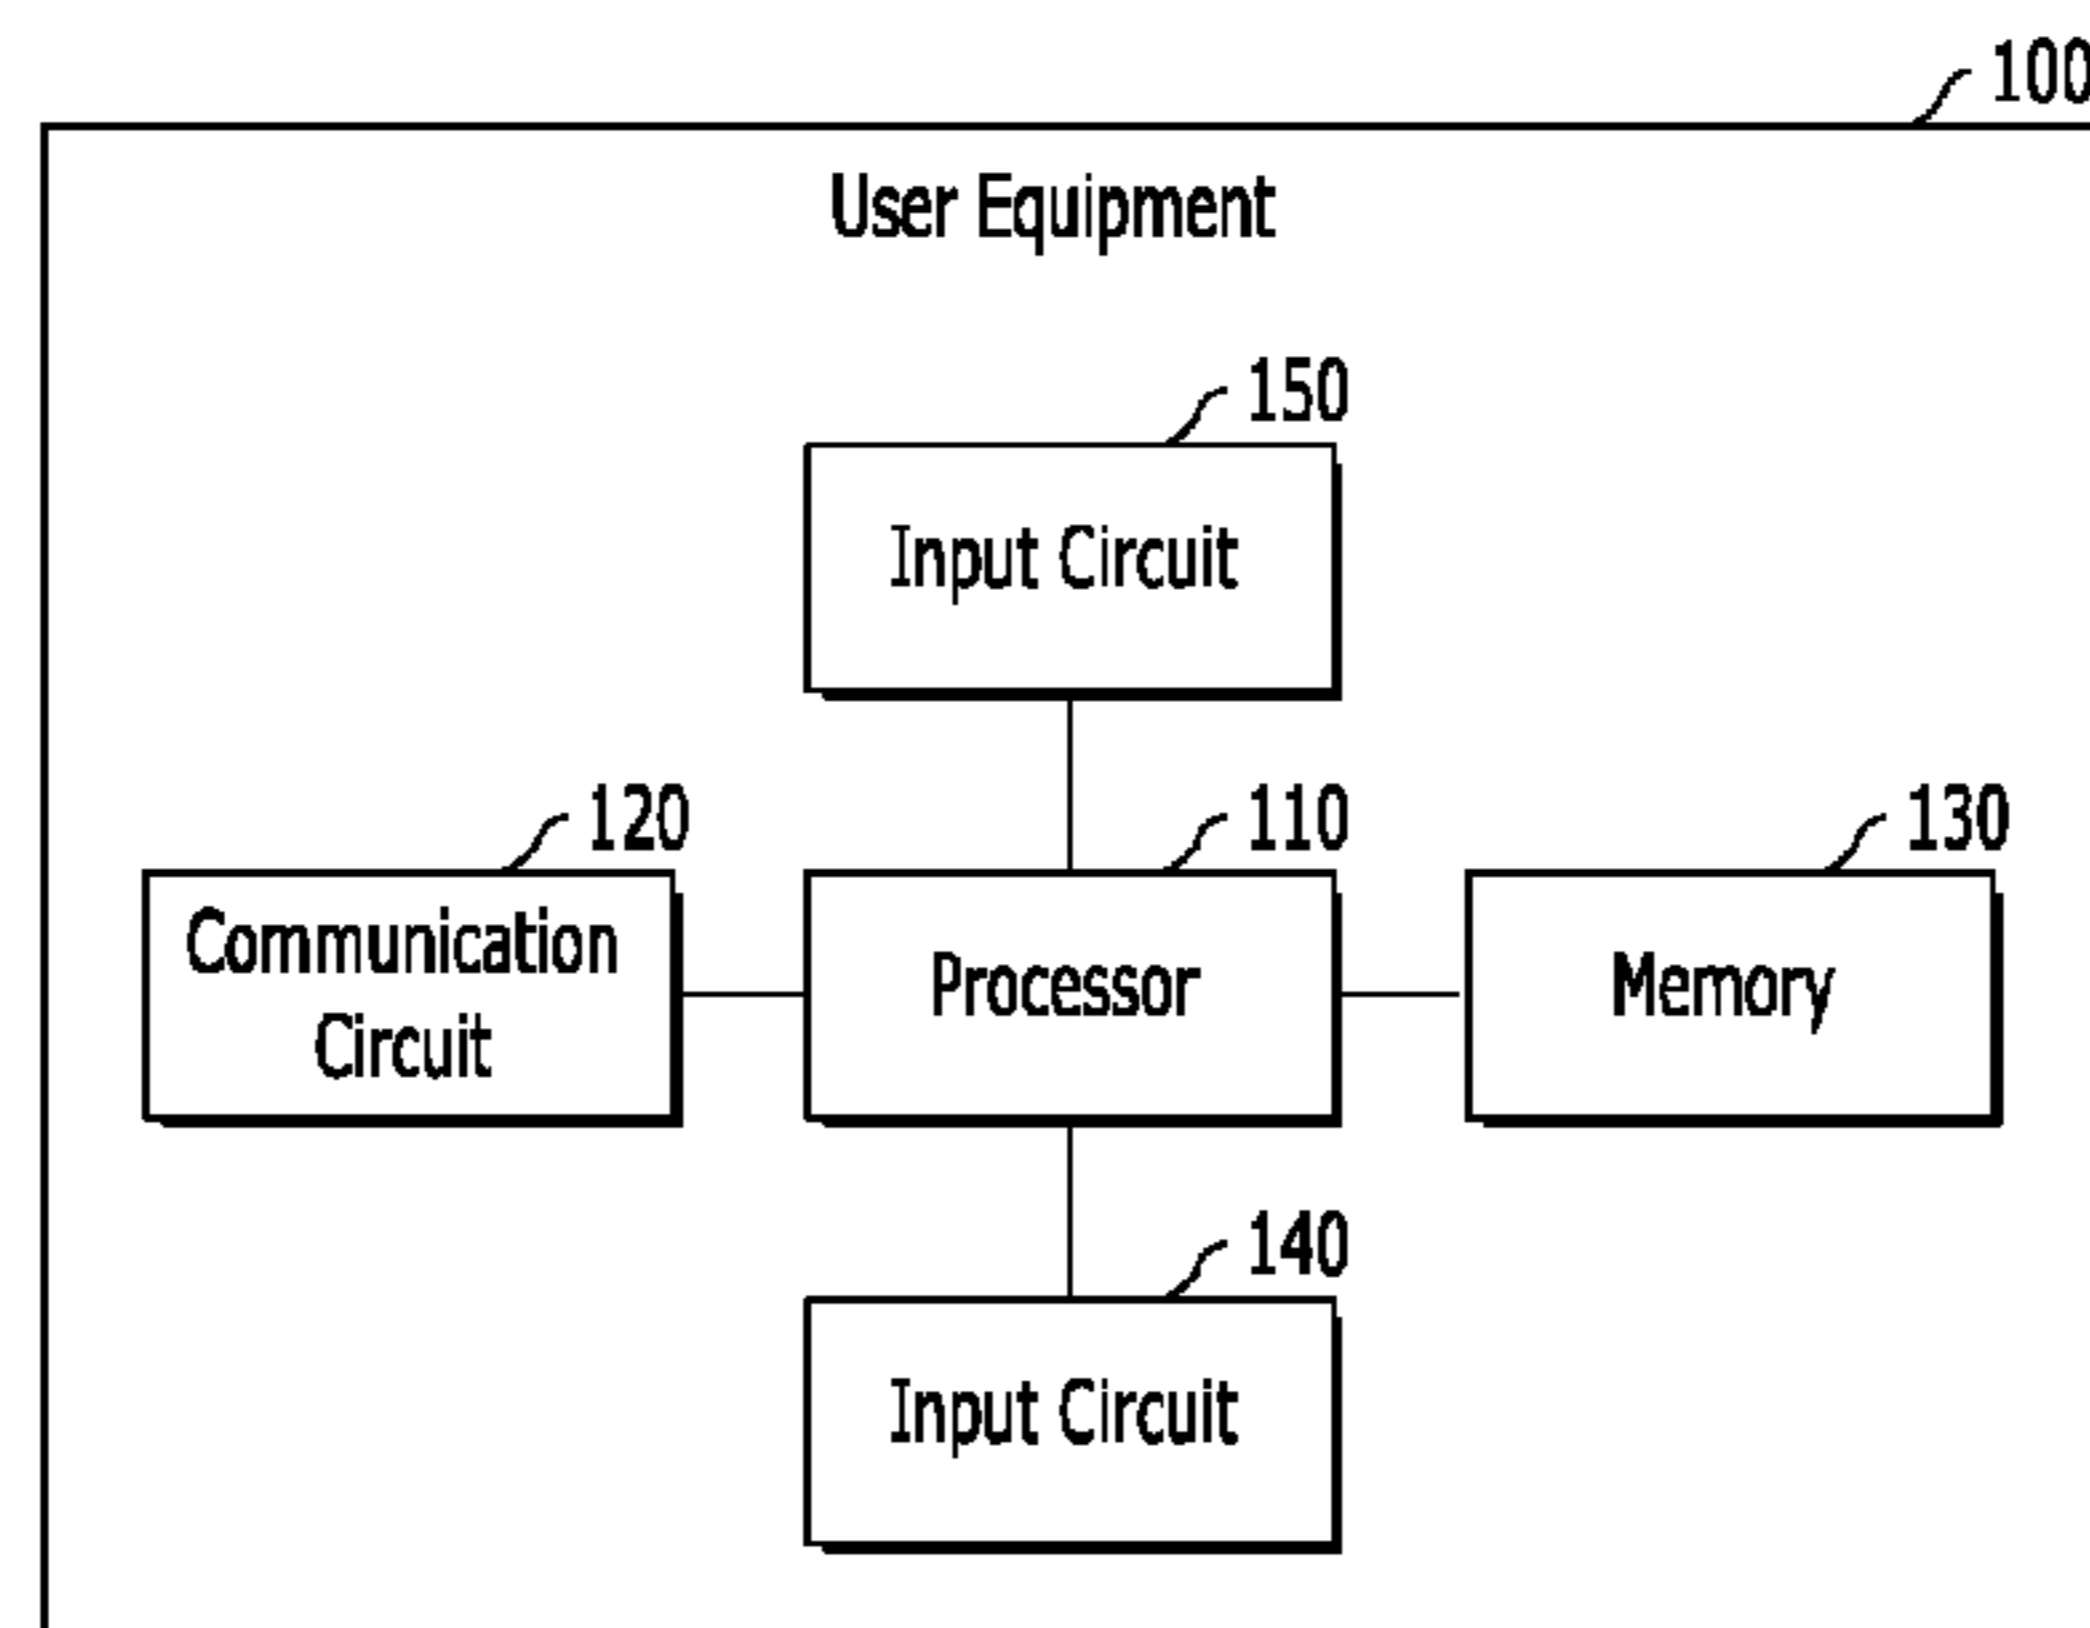 100
User Equipment
150
Input Circuit
120
110
130
Communication
Circuit
Processor
Memory
140
Input Circuit